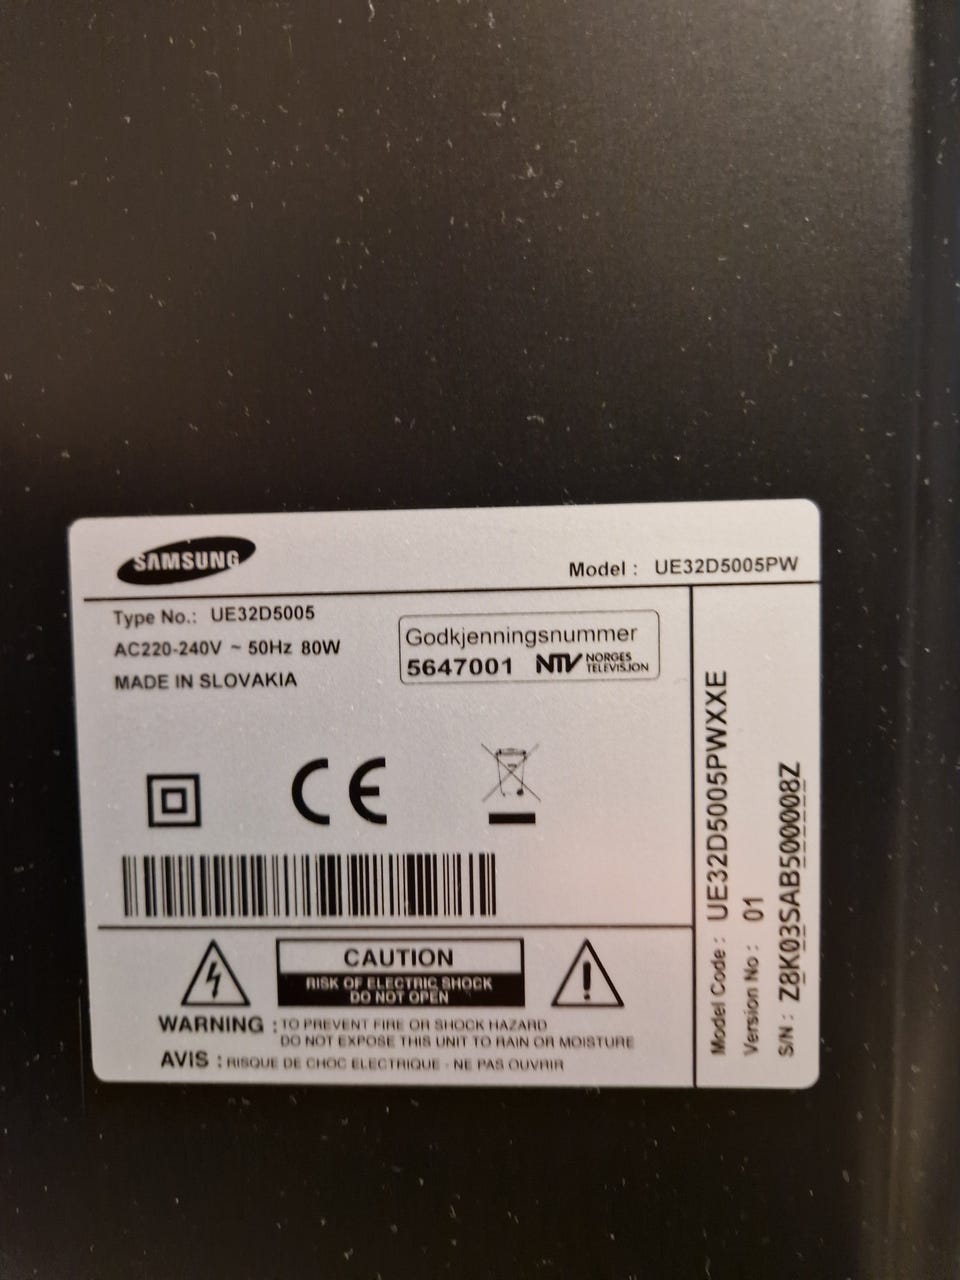 SAMSUNG
Model : UE32D5005PW
Type No.: UE32D5005
AC220-240V ~ 50Hz 80W
MADE IN SLOVAKIA
Godkjenningsnummer
5647001 NTV NORGES TELEVISJON
CE
CAUTION
RISK OF ELECTRIC SHOCK
DO NOT OPEN
WARNING : TO PREVENT FIRE OR SHOCK HAZARD
DO NOT EXPOSE THIS UNIT TO RAIN OR MOISTURE
AVIS : RISQUE DE CHOC ELECTRIQUE - NE PAS OUVRIR
Model Code : UE32D5005PWXXE
Version No : 01
S/N : Z8K03SAB500008Z